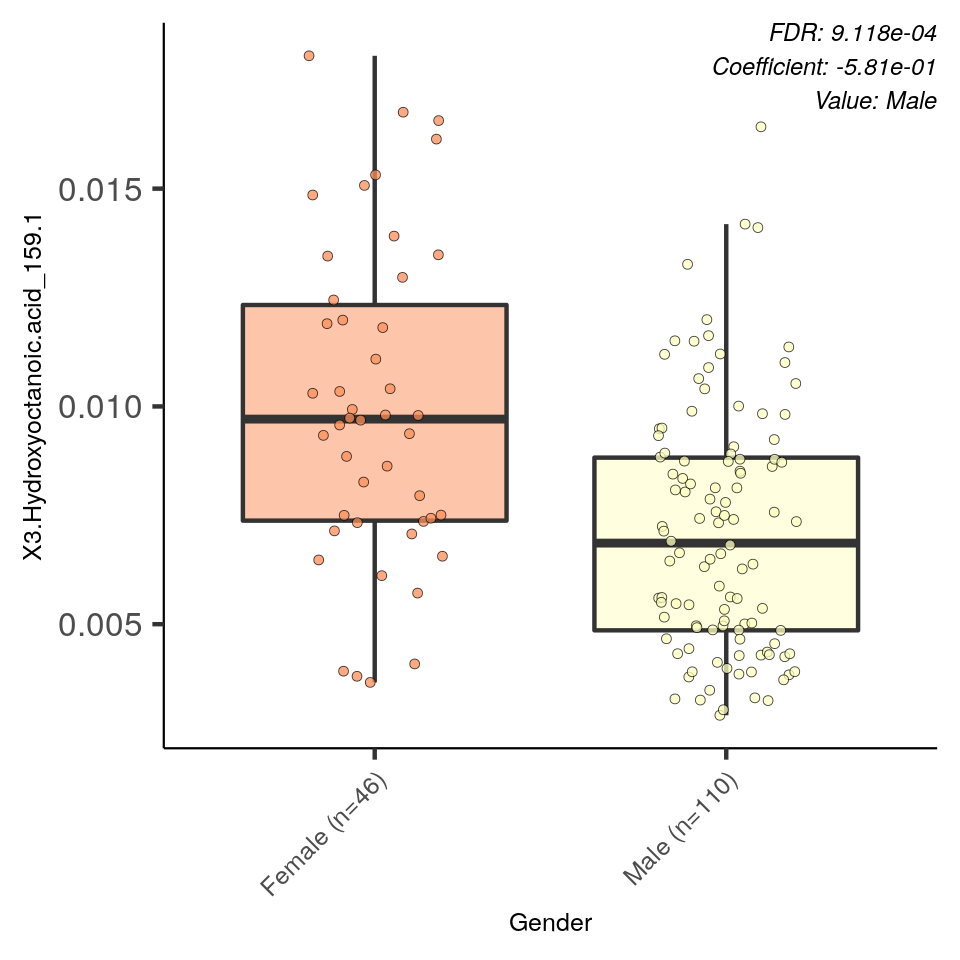 FDR: 9.118e-04
Coefficient: -5.81e-01
Value: Male
X3.Hydroxyoctanoic.acid_159.1
0.015
0.010
0.005
Female (n=46)
Male (n=110)
Gender